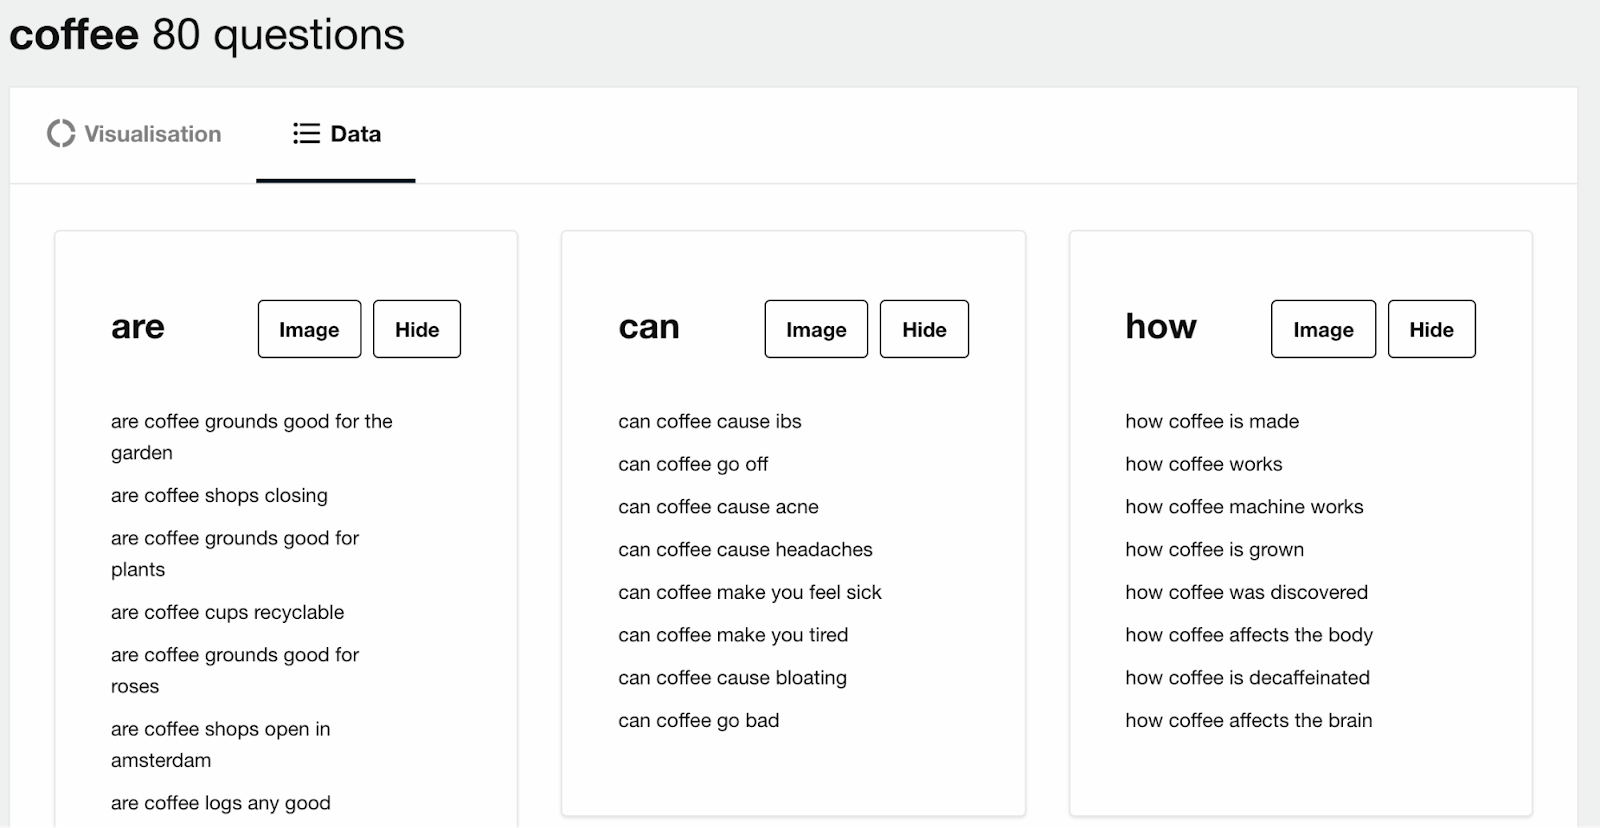 coffee 80 questions
Visualisation
Data
are
Image
Hide
are coffee grounds good for the
garden
are coffee shops closing
are coffee grounds good for
plants
are coffee cups recyclable
are coffee grounds good for
roses
are coffee shops open in
amsterdam
are coffee logs any good
can
Image
Hide
can coffee cause ibs
can coffee go off
can coffee cause acne
can coffee cause headaches
can coffee make you feel sick
can coffee make you tired
can coffee cause bloating
can coffee go bad
how
Image
Hide
how coffee is made
how coffee works
how coffee machine works
how coffee is grown
how coffee was discovered
how coffee affects the body
how coffee is decaffeinated
how coffee affects the brain